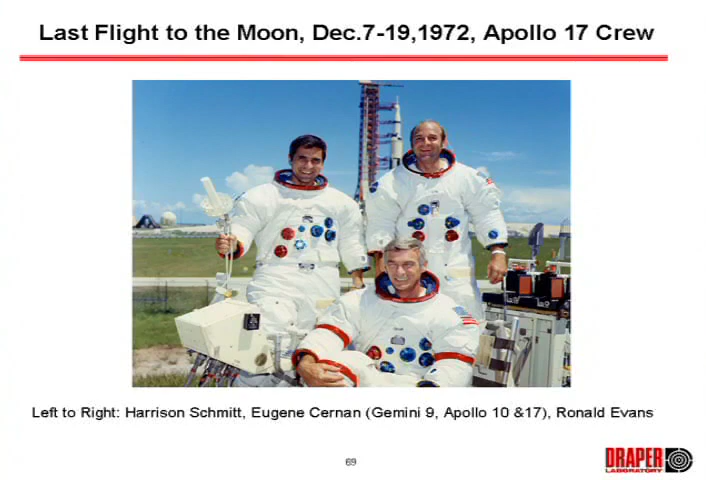 Last Flight to the Moon, Dec.7-19,1972, Apollo 17 Crew
Left to Right: Harrison Schmitt, Eugene Cernan (Gemini 9, Apollo 10 &17), Ronald Evans
69
DRAPER
LABORATORY